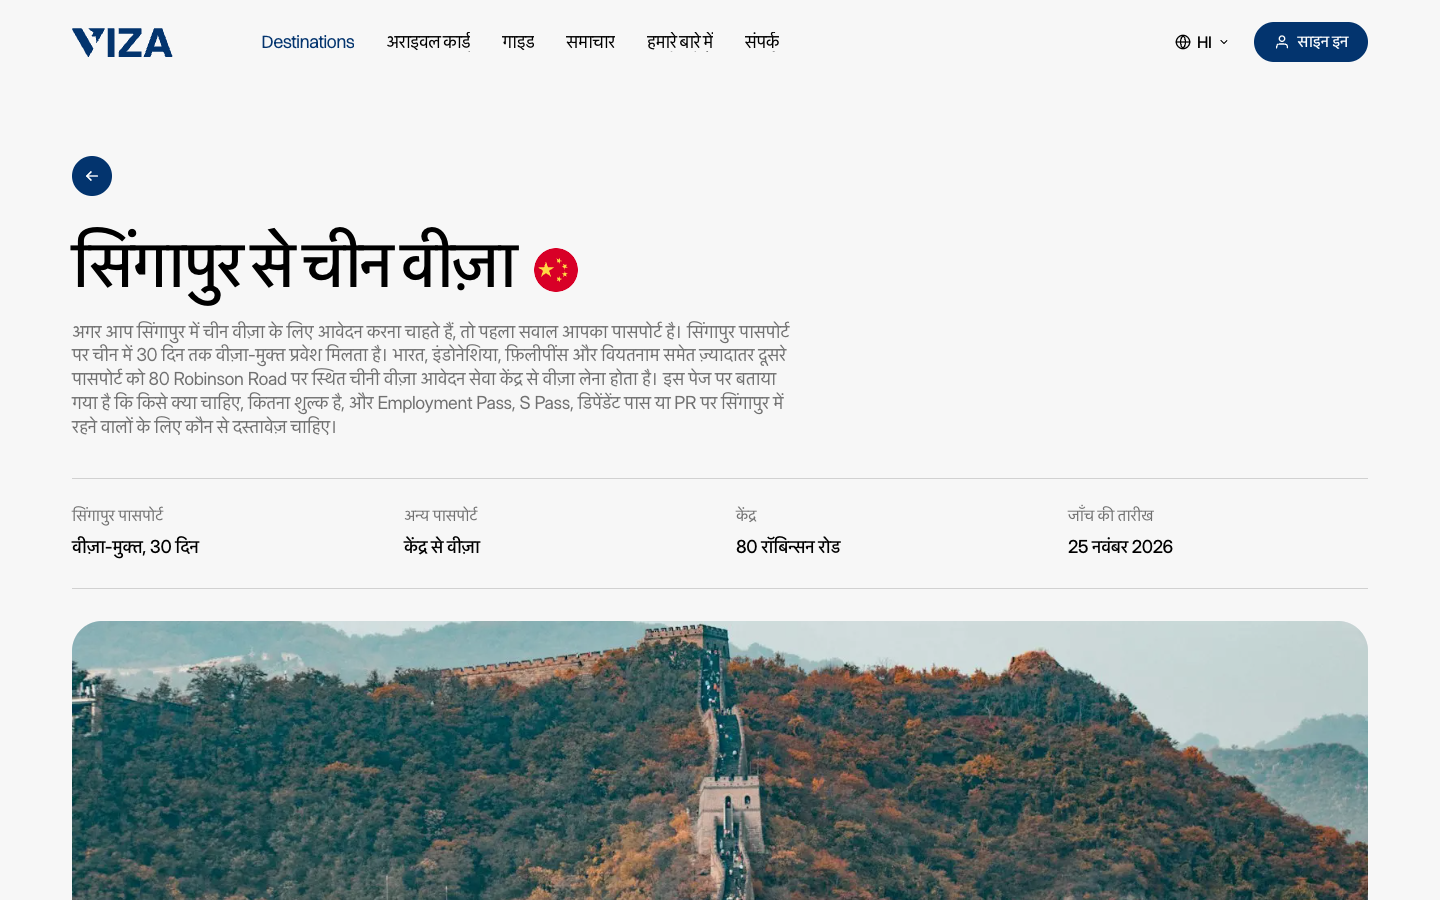 VIZA
Destinations
अराइवल कार्ड
गाइड
समाचार
हमारे बारे में
संपर्क
HI
साइन इन
सिंगापुर से चीन वीज़ा
अगर आप सिंगापुर में चीन वीज़ा के लिए आवेदन करना चाहते हैं, तो पहला सवाल आपका पासपोर्ट है। सिंगापुर पासपोर्ट
पर चीन में 30 दिन तक वीज़ा-मुक्त प्रवेश मिलता है। भारत, इंडोनेशिया, फ़िलीपींस और वियतनाम समेत ज़्यादातर दूसरे
पासपोर्ट को 80 Robinson Road पर स्थित चीनी वीज़ा आवेदन सेवा केंद्र से वीज़ा लेना होता है। इस पेज पर बताया
गया है कि किसे क्या चाहिए, कितना शुल्क है, और Employment Pass, S Pass, डिपेंडेंट पास या PR पर सिंगापुर में
रहने वालों के लिए कौन से दस्तावेज़ चाहिए।
सिंगापुर पासपोर्ट
वीज़ा-मुक्त, 30 दिन
अन्य पासपोर्ट
केंद्र से वीज़ा
केंद्र
80 रॉबिन्सन रोड
जाँच की तारीख
25 नवंबर 2026